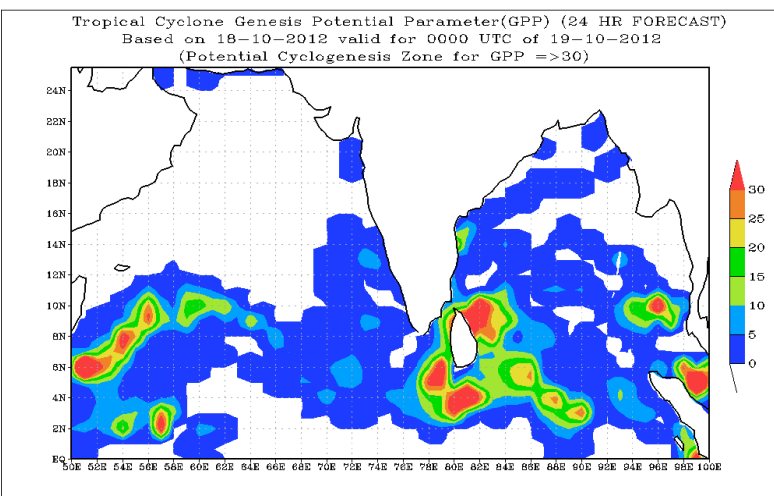 Tropical Cyclone Genesis Potential Parameter(GPP) (24 HR FORECAST)
Based on 18-10-2012 valid for 0000 UTC of 19-10-2012
(Potential Cyclogenesis Zone for GPP =>30)
24N
22N
20N
18N
16N
14N
12N
10N
8N
6N
4N
2N
EQ
50E 52E 54E 56E 58E 60E 62E 64E 66E 68E 70E 72E 74E 76E 78E 80E 82E 84E 86E 88E 90E 92E 94E 96E 98E 100E
30
25
20
15
10
5
0